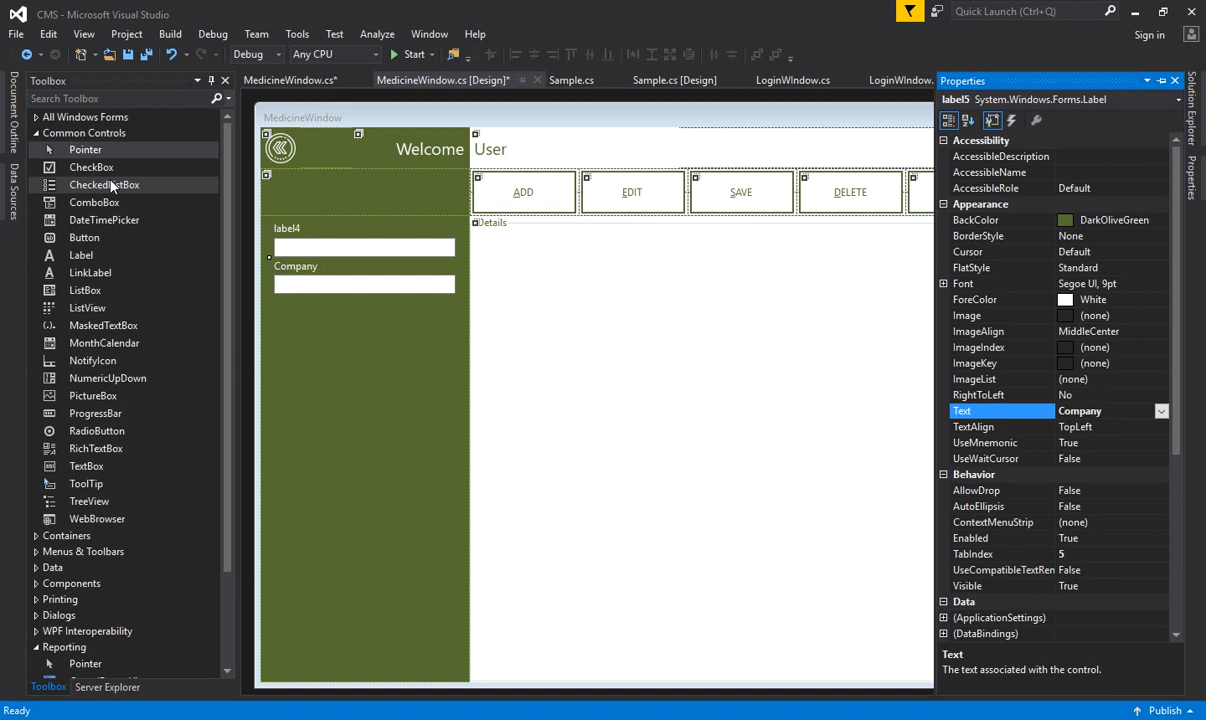 CMS - Microsoft Visual Studio
Quick Launch (Ctrl+Q)
File Edit View Project Build Debug Team Tools Test Analyze Window Help
Sign in
Debug Any CPU Start
Toolbox
MedicineWindow.cs* MedicineWindow.cs [Design]* Sample.cs Sample.cs [Design] LoginWindow.cs LoginWindow.
Properties
Search Toolbox
label5 System.Windows.Forms.Label
Document Outline
Data Sources
Solution Explorer
Properties
All Windows Forms
Common Controls
Pointer
CheckBox
CheckedListBox
ComboBox
DateTimePicker
Button
Label
LinkLabel
ListBox
ListView
MaskedTextBox
MonthCalendar
NotifyIcon
NumericUpDown
PictureBox
ProgressBar
RadioButton
RichTextBox
TextBox
ToolTip
TreeView
WebBrowser
Containers
Menus & Toolbars
Data
Components
Printing
Dialogs
WPF Interoperability
Reporting
Pointer
Toolbox Server Explorer
MedicineWindow
Welcome User
ADD EDIT SAVE DELETE
Details
label4
Company
Accessibility
AccessibleDescription
AccessibleName
AccessibleRole Default
Appearance
BackColor DarkOliveGreen
BorderStyle None
Cursor Default
FlatStyle Standard
Font Segoe UI, 9pt
ForeColor White
Image (none)
ImageAlign MiddleCenter
ImageIndex (none)
ImageKey (none)
ImageList (none)
RightToLeft No
Text Company
TextAlign TopLeft
UseMnemonic True
UseWaitCursor False
Behavior
AllowDrop False
AutoEllipsis False
ContextMenuStrip (none)
Enabled True
TabIndex 5
UseCompatibleTextRen False
Visible True
Data
(ApplicationSettings)
(DataBindings)
Text
The text associated with the control.
Ready
Publish